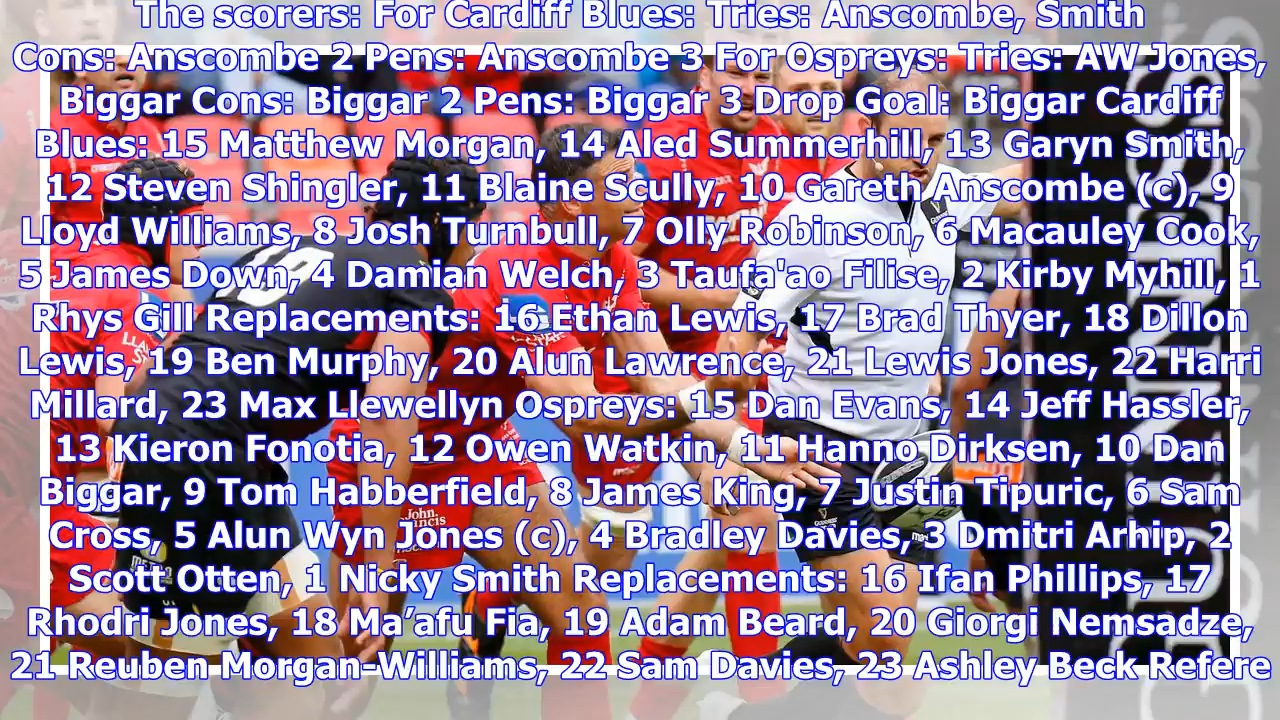 The scorers: For Cardiff Blues: Tries: Anscombe, Smith
Cons: Anscombe 2 Pens: Anscombe 3 For Ospreys: Tries: AW Jones,
Biggar Cons: Biggar 2 Pens: Biggar 3 Drop Goal: Biggar Cardiff
Blues: 15 Matthew Morgan, 14 Aled Summerhill, 13 Garyn Smith,
12 Steven Shingler, 11 Blaine Scully, 10 Gareth Anscombe (c), 9
Lloyd Williams, 8 Josh Turnbull, 7 Olly Robinson, 6 Macauley Cook,
5 James Down, 4 Damian Welch, 3 Taufa'ao Filise, 2 Kirby Myhill, 1
Rhys Gill Replacements: 16 Ethan Lewis, 17 Brad Thyer, 18 Dillon
Lewis, 19 Ben Murphy, 20 Alun Lawrence, 21 Lewis Jones, 22 Harri
Millard, 23 Max Llewellyn Ospreys: 15 Dan Evans, 14 Jeff Hassler,
13 Kieron Fonotia, 12 Owen Watkin, 11 Hanno Dirksen, 10 Dan
Biggar, 9 Tom Habberfield, 8 James King, 7 Justin Tipuric, 6 Sam
Cross, 5 Alun Wyn Jones (c), 4 Bradley Davies, 3 Dmitri Arhip, 2
Scott Otten, 1 Nicky Smith Replacements: 16 Ifan Phillips, 17
Rhodri Jones, 18 Ma’afu Fia, 19 Adam Beard, 20 Giorgi Nemsadze,
21 Reuben Morgan-Williams, 22 Sam Davies, 23 Ashley Beck Refere
John
Francis